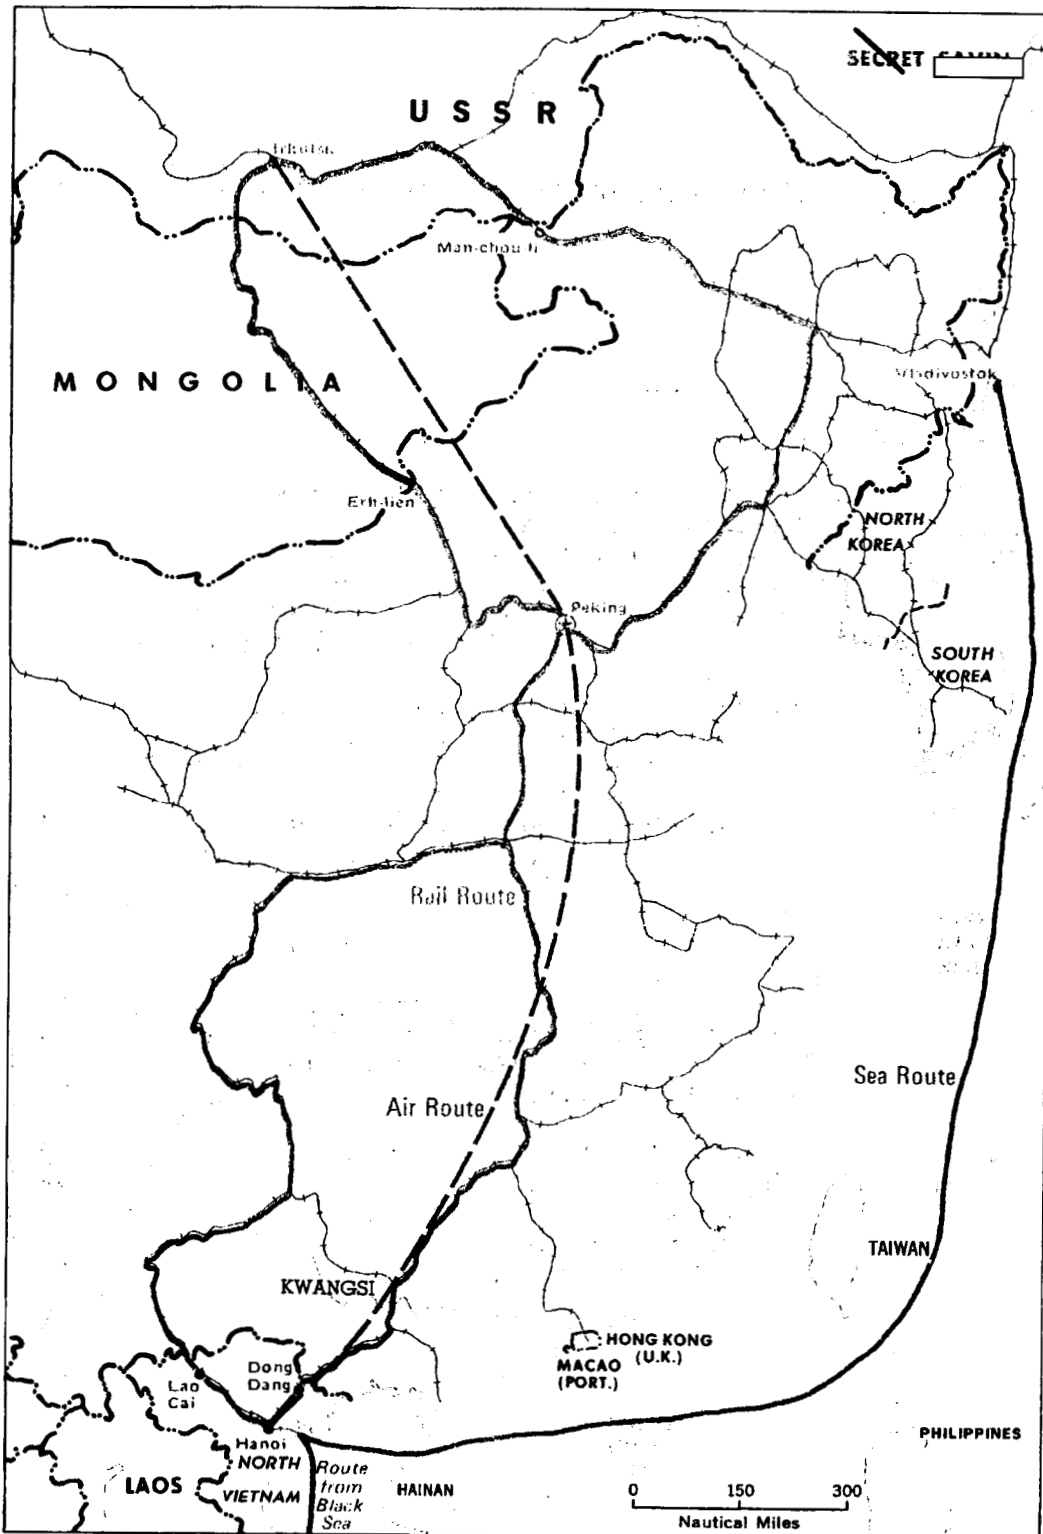 SECRET SAVIN
USSR
Irkutsk
Man-chou-li
MONGOLIA
Vladivostok
Erh-lien
NORTH
KOREA
Peking
SOUTH
KOREA
Rail Route
Sea Route
Air Route
TAIWAN
KWANGSI
HONG KONG
(U.K.)
MACAO
(PORT.)
Dong
Dang
Lao
Cai
Hanoi
NORTH
VIETNAM
LAOS
Route
from
Black
Sea
HAINAN
PHILIPPINES
0 150 300
Nautical Miles